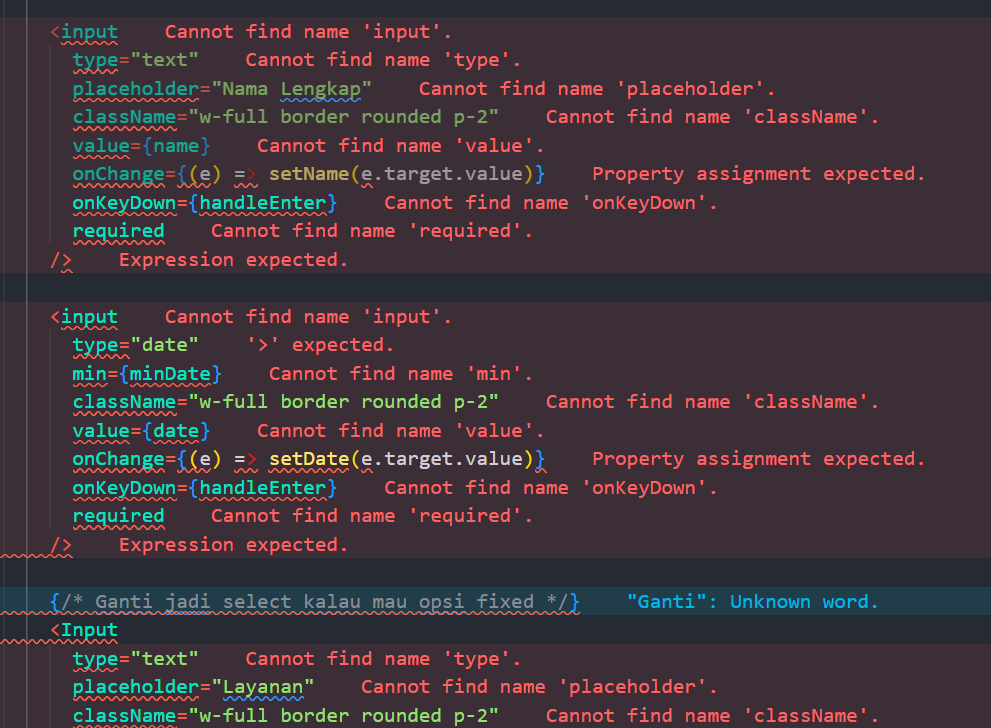 <input    Cannot find name 'input'.
type="text"    Cannot find name 'type'.
placeholder="Nama Lengkap"    Cannot find name 'placeholder'.
className="w-full border rounded p-2"    Cannot find name 'className'.
value={name}    Cannot find name 'value'.
onChange={(e) => setName(e.target.value)}    Property assignment expected.
onKeyDown={handleEnter}    Cannot find name 'onKeyDown'.
required    Cannot find name 'required'.
/>    Expression expected.
<input    Cannot find name 'input'.
type="date"    '>' expected.
min={minDate}    Cannot find name 'min'.
className="w-full border rounded p-2"    Cannot find name 'className'.
value={date}    Cannot find name 'value'.
onChange={(e) => setDate(e.target.value)}    Property assignment expected.
onKeyDown={handleEnter}    Cannot find name 'onKeyDown'.
required    Cannot find name 'required'.
/>    Expression expected.
{/* Ganti jadi select kalau mau opsi fixed */}    "Ganti": Unknown word.
<Input
type="text"    Cannot find name 'type'.
placeholder="Layanan"    Cannot find name 'placeholder'.
className="w-full border rounded p-2"    Cannot find name 'className'.